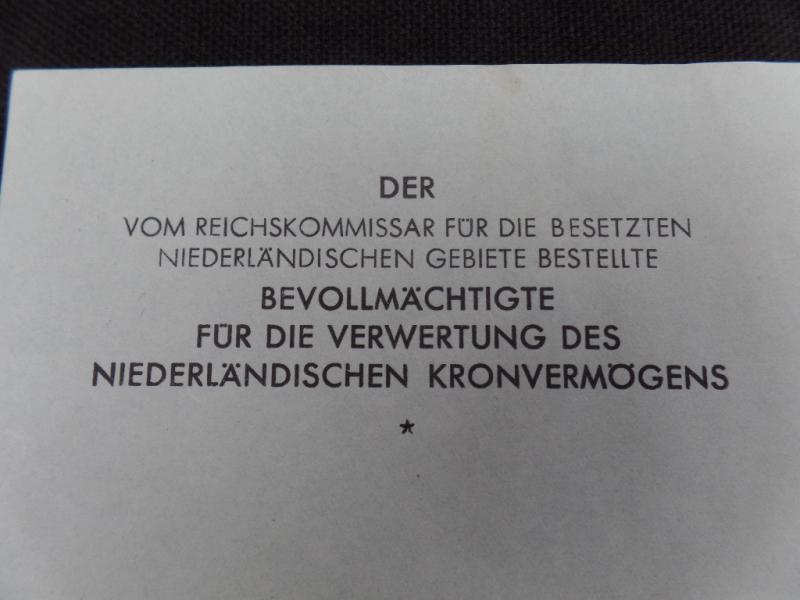 DER
VOM REICHSKOMMISSAR FÜR DIE BESETZTEN
NIEDERLÄNDISCHEN GEBIETE BESTELLTE
BEVOLLMÄCHTIGTE
FÜR DIE VERWERTUNG DES
NIEDERLÄNDISCHEN KRONVERMÖGENS
*